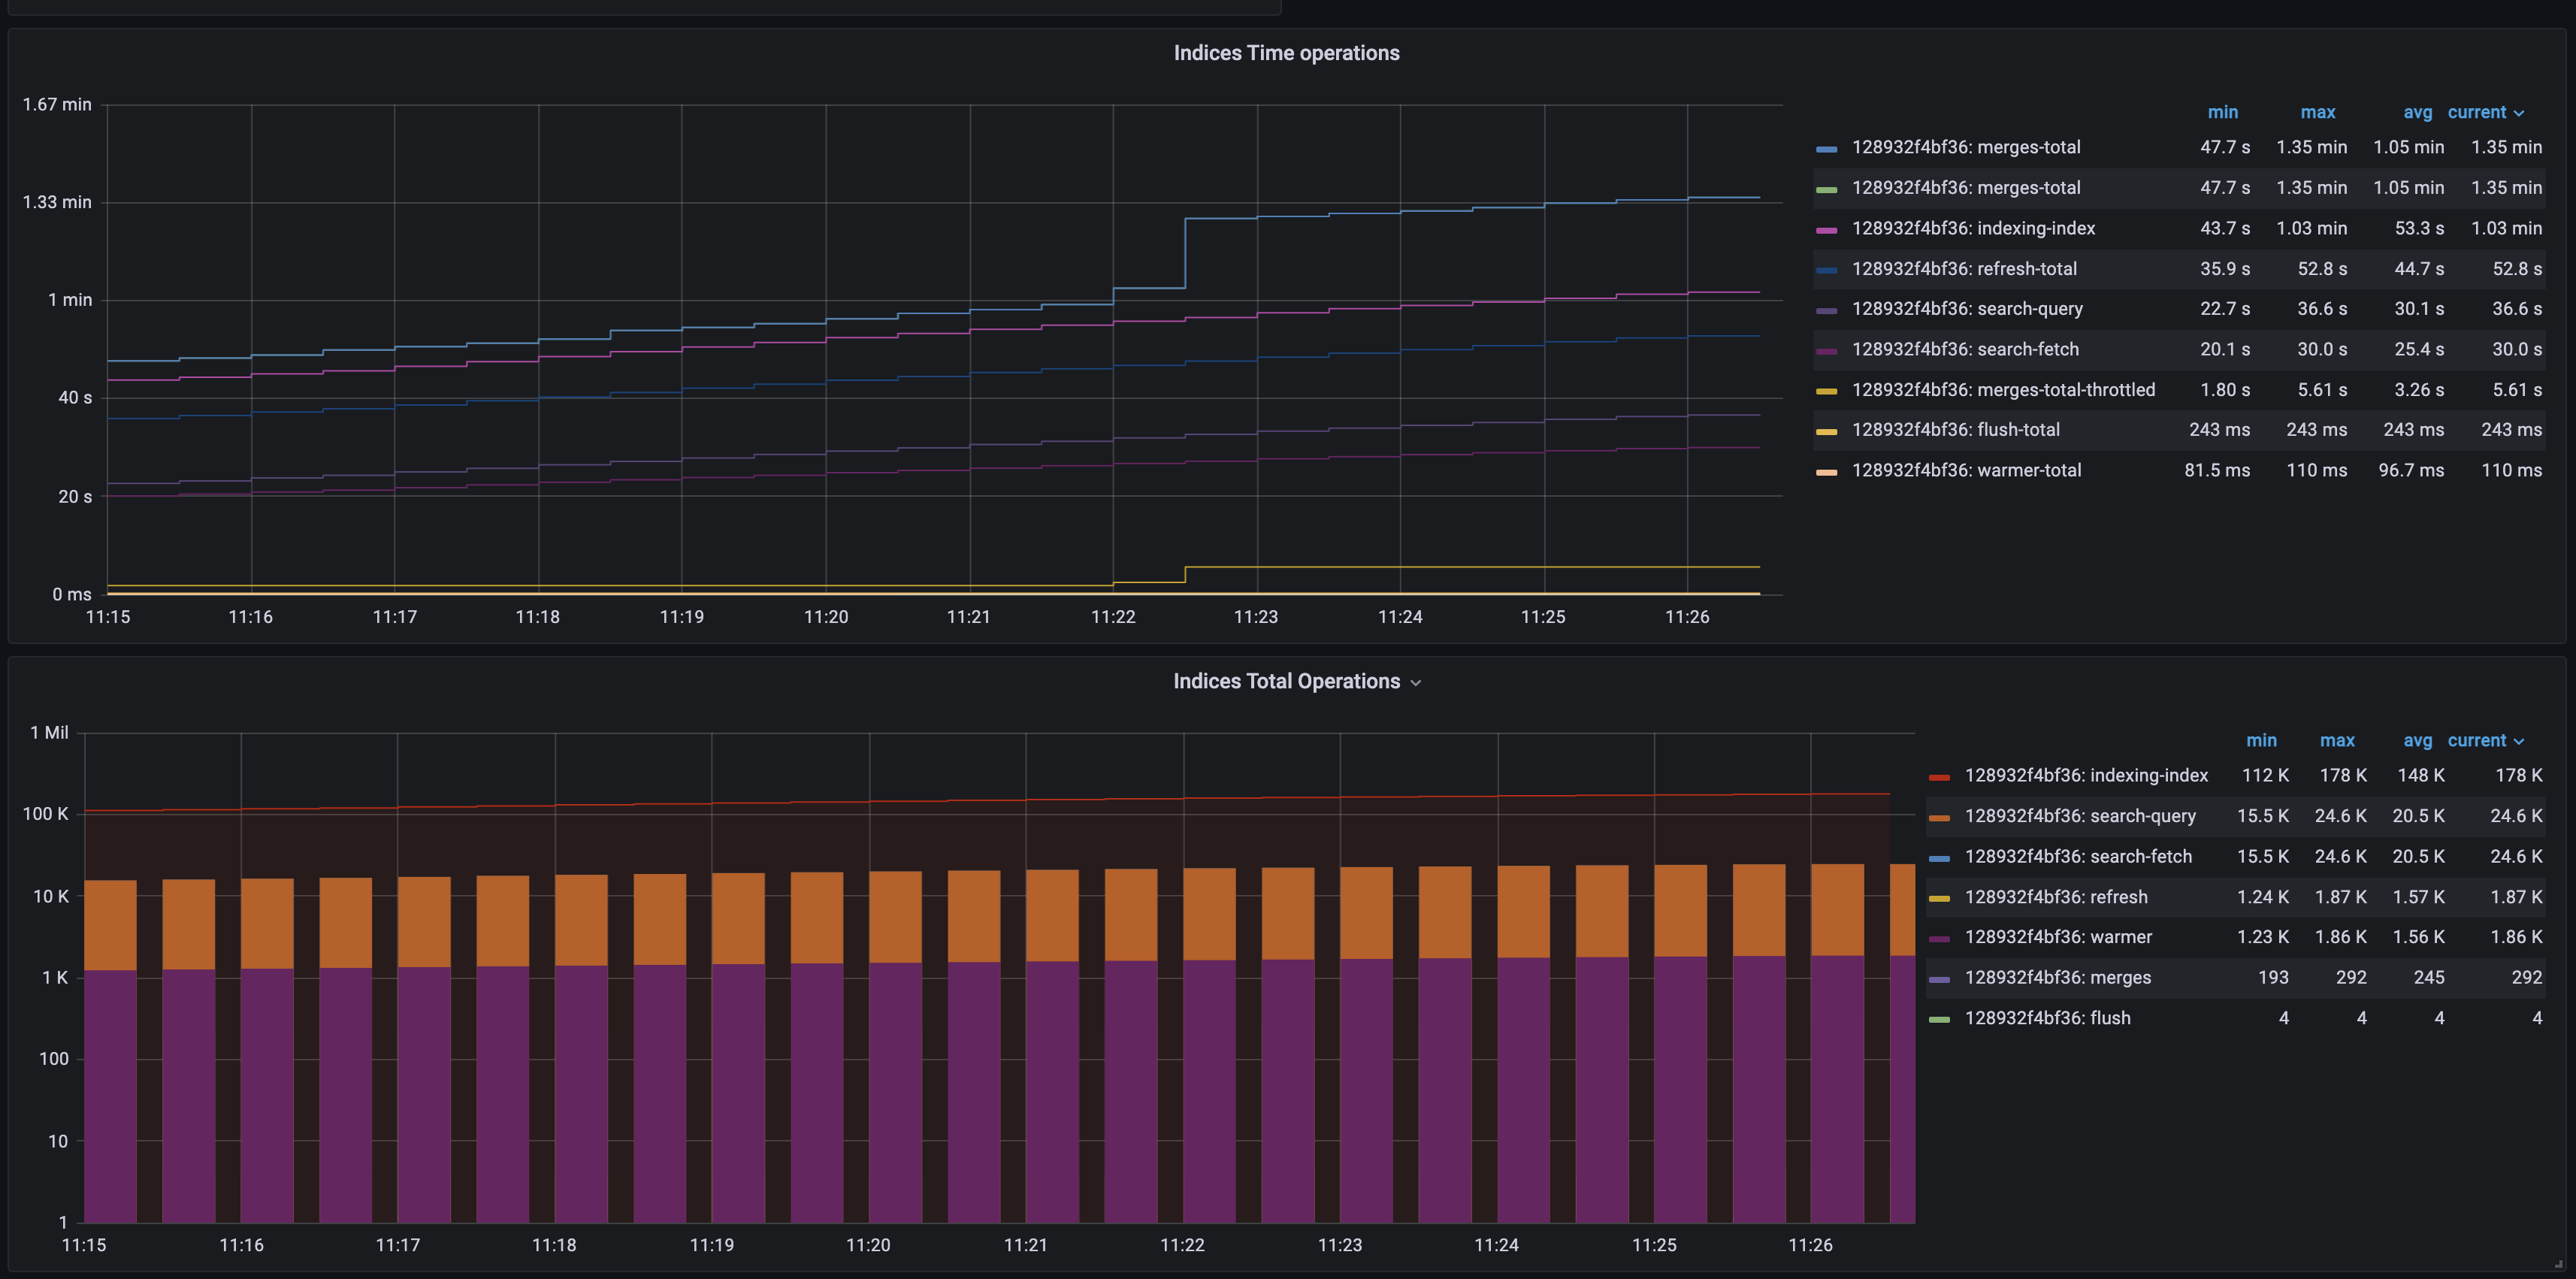 Indices Time operations
1.67 min
1.33 min
1 min
40 s
20 s
0 ms
11:15 11:16 11:17 11:18 11:19 11:20 11:21 11:22 11:23 11:24 11:25 11:26
min max avg current
128932f4bf36: merges-total 47.7 s 1.35 min 1.05 min 1.35 min
128932f4bf36: merges-total 47.7 s 1.35 min 1.05 min 1.35 min
128932f4bf36: indexing-index 43.7 s 1.03 min 53.3 s 1.03 min
128932f4bf36: refresh-total 35.9 s 52.8 s 44.7 s 52.8 s
128932f4bf36: search-query 22.7 s 36.6 s 30.1 s 36.6 s
128932f4bf36: search-fetch 20.1 s 30.0 s 25.4 s 30.0 s
128932f4bf36: merges-total-throttled 1.80 s 5.61 s 3.26 s 5.61 s
128932f4bf36: flush-total 243 ms 243 ms 243 ms 243 ms
128932f4bf36: warmer-total 81.5 ms 110 ms 96.7 ms 110 ms
Indices Total Operations
1 Mil
100 K
10 K
1 K
100
10
1
11:15 11:16 11:17 11:18 11:19 11:20 11:21 11:22 11:23 11:24 11:25 11:26
min max avg current
128932f4bf36: indexing-index 112 K 178 K 148 K 178 K
128932f4bf36: search-query 15.5 K 24.6 K 20.5 K 24.6 K
128932f4bf36: search-fetch 15.5 K 24.6 K 20.5 K 24.6 K
128932f4bf36: refresh 1.24 K 1.87 K 1.57 K 1.87 K
128932f4bf36: warmer 1.23 K 1.86 K 1.56 K 1.86 K
128932f4bf36: merges 193 292 245 292
128932f4bf36: flush 4 4 4 4